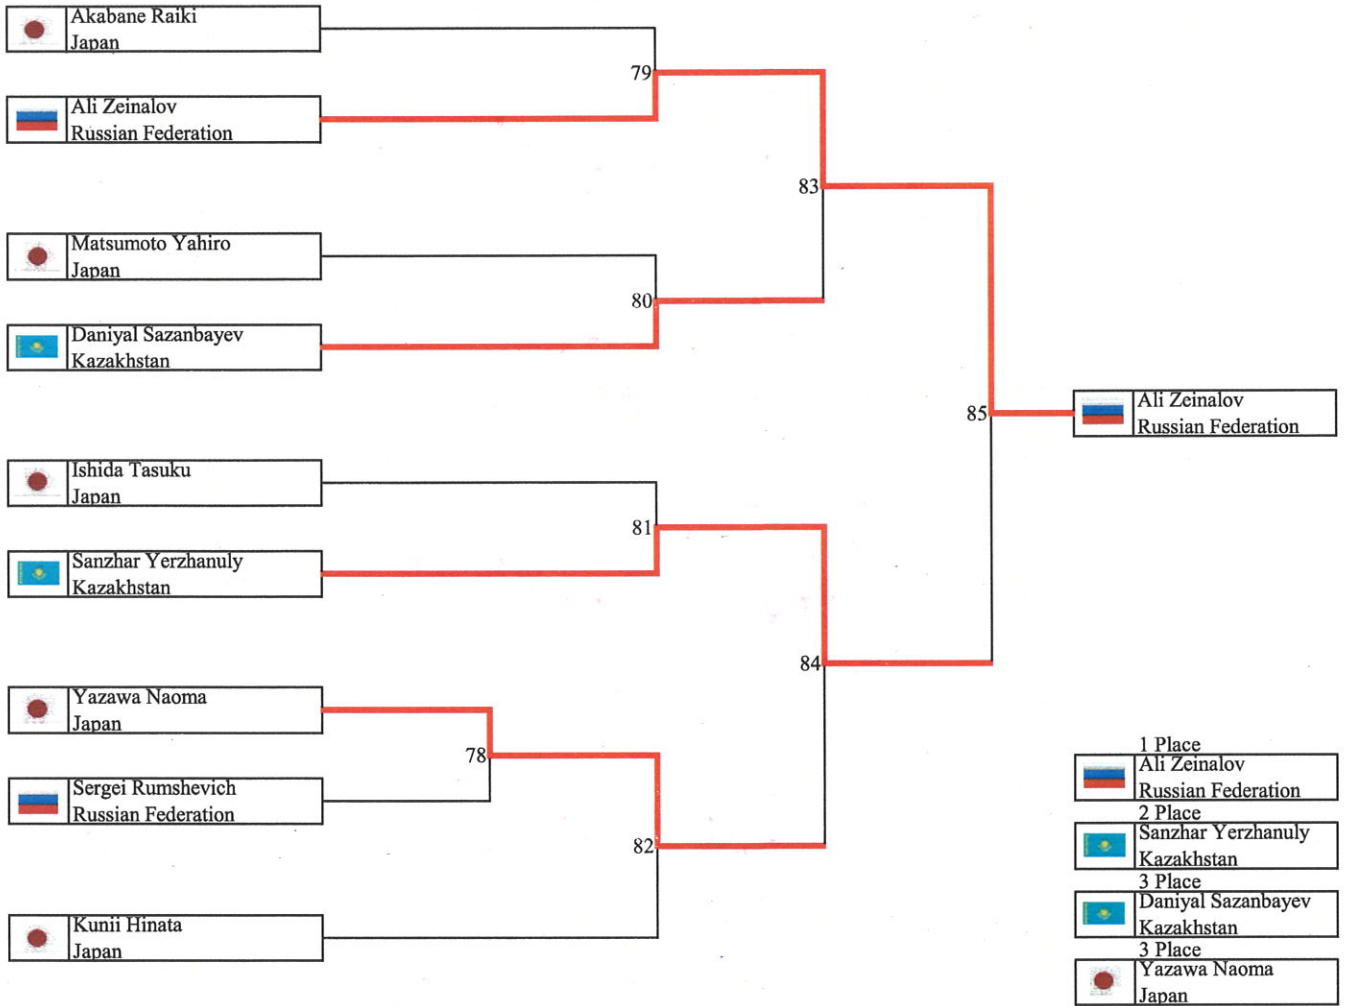 Akabane Raiki
Japan
79
Ali Zeinalov
Russian Federation
83
Matsumoto Yahiro
Japan
80
Daniyal Sazanbayev
Kazakhstan
85
Ali Zeinalov
Russian Federation
Ishida Tasuku
Japan
81
Sanzhar Yerzhanuly
Kazakhstan
84
Yazawa Naoma
Japan
78
Sergei Rumshevich
Russian Federation
82
Kunii Hinata
Japan
1 Place
Ali Zeinalov
Russian Federation
2 Place
Sanzhar Yerzhanuly
Kazakhstan
3 Place
Daniyal Sazanbayev
Kazakhstan
3 Place
Yazawa Naoma
Japan